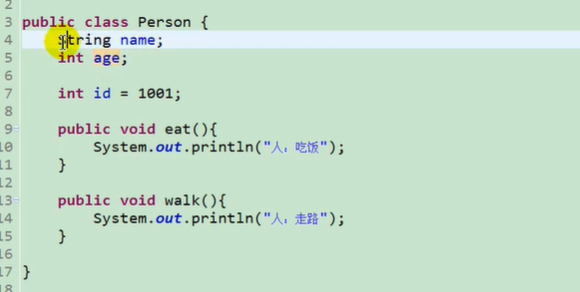 2
3 public class Person {
4 String name;
5 int age;
6
7 int id = 1001;
8
9 public void eat(){
10 System.out.println("人：吃饭");
11 }
12
13 public void walk(){
14 System.out.println("人：走路");
15 }
16
17 }
18